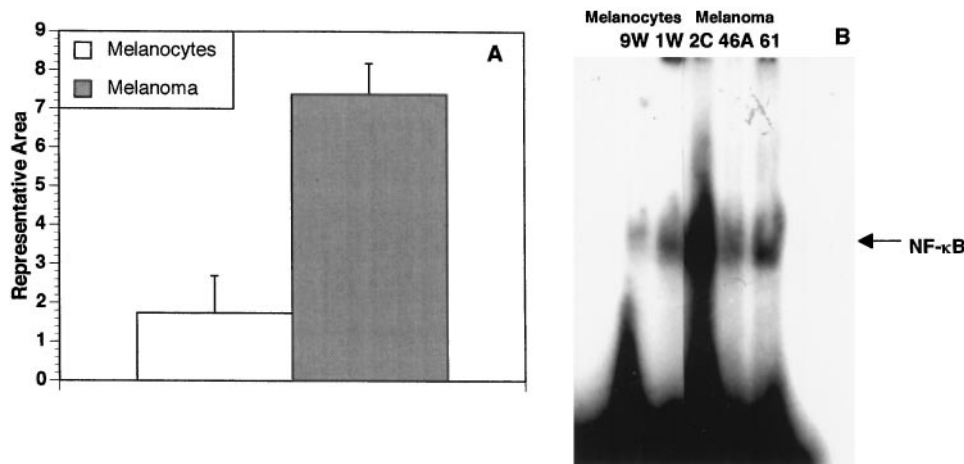 A
Melanocytes
Melanoma
Representative Area
9
8
7
6
5
4
3
2
1
0
Melanocytes Melanoma
9W 1W 2C 46A 61
B
NF-κB